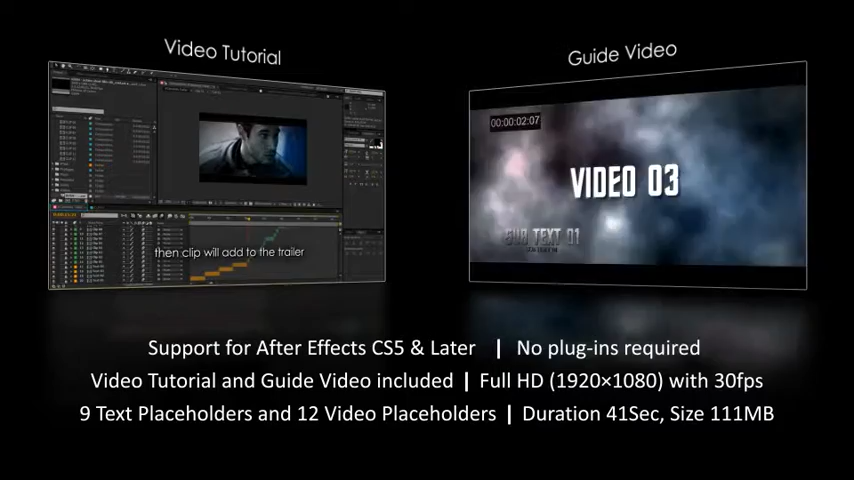 Video Tutorial
Guide Video
00:00:02:07
VIDEO 03
SUB TEXT 01
then clip will add to the trailer
Support for After Effects CS5 & Later | No plug-ins required
Video Tutorial and Guide Video included | Full HD (1920×1080) with 30fps
9 Text Placeholders and 12 Video Placeholders | Duration 41Sec, Size 111MB